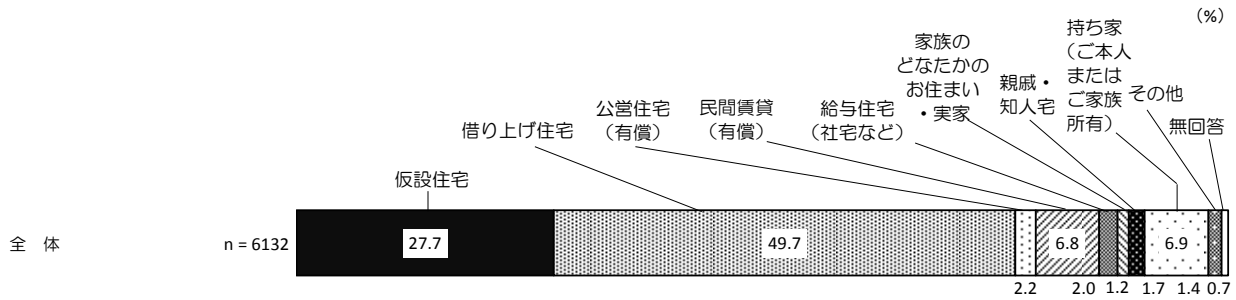 （％）
仮設住宅
借り上げ住宅
公営住宅
（有償）
民間賃貸
（有償）
給与住宅
（社宅など）
家族の
どなたかの
お住まい
・実家
親戚・
知人宅
持ち家
（ご本人
または
ご家族
所有）
その他
無回答
全　体
n = 6132
27.7
49.7
2.2
6.8
2.0
1.2
1.7
6.9
1.4
0.7